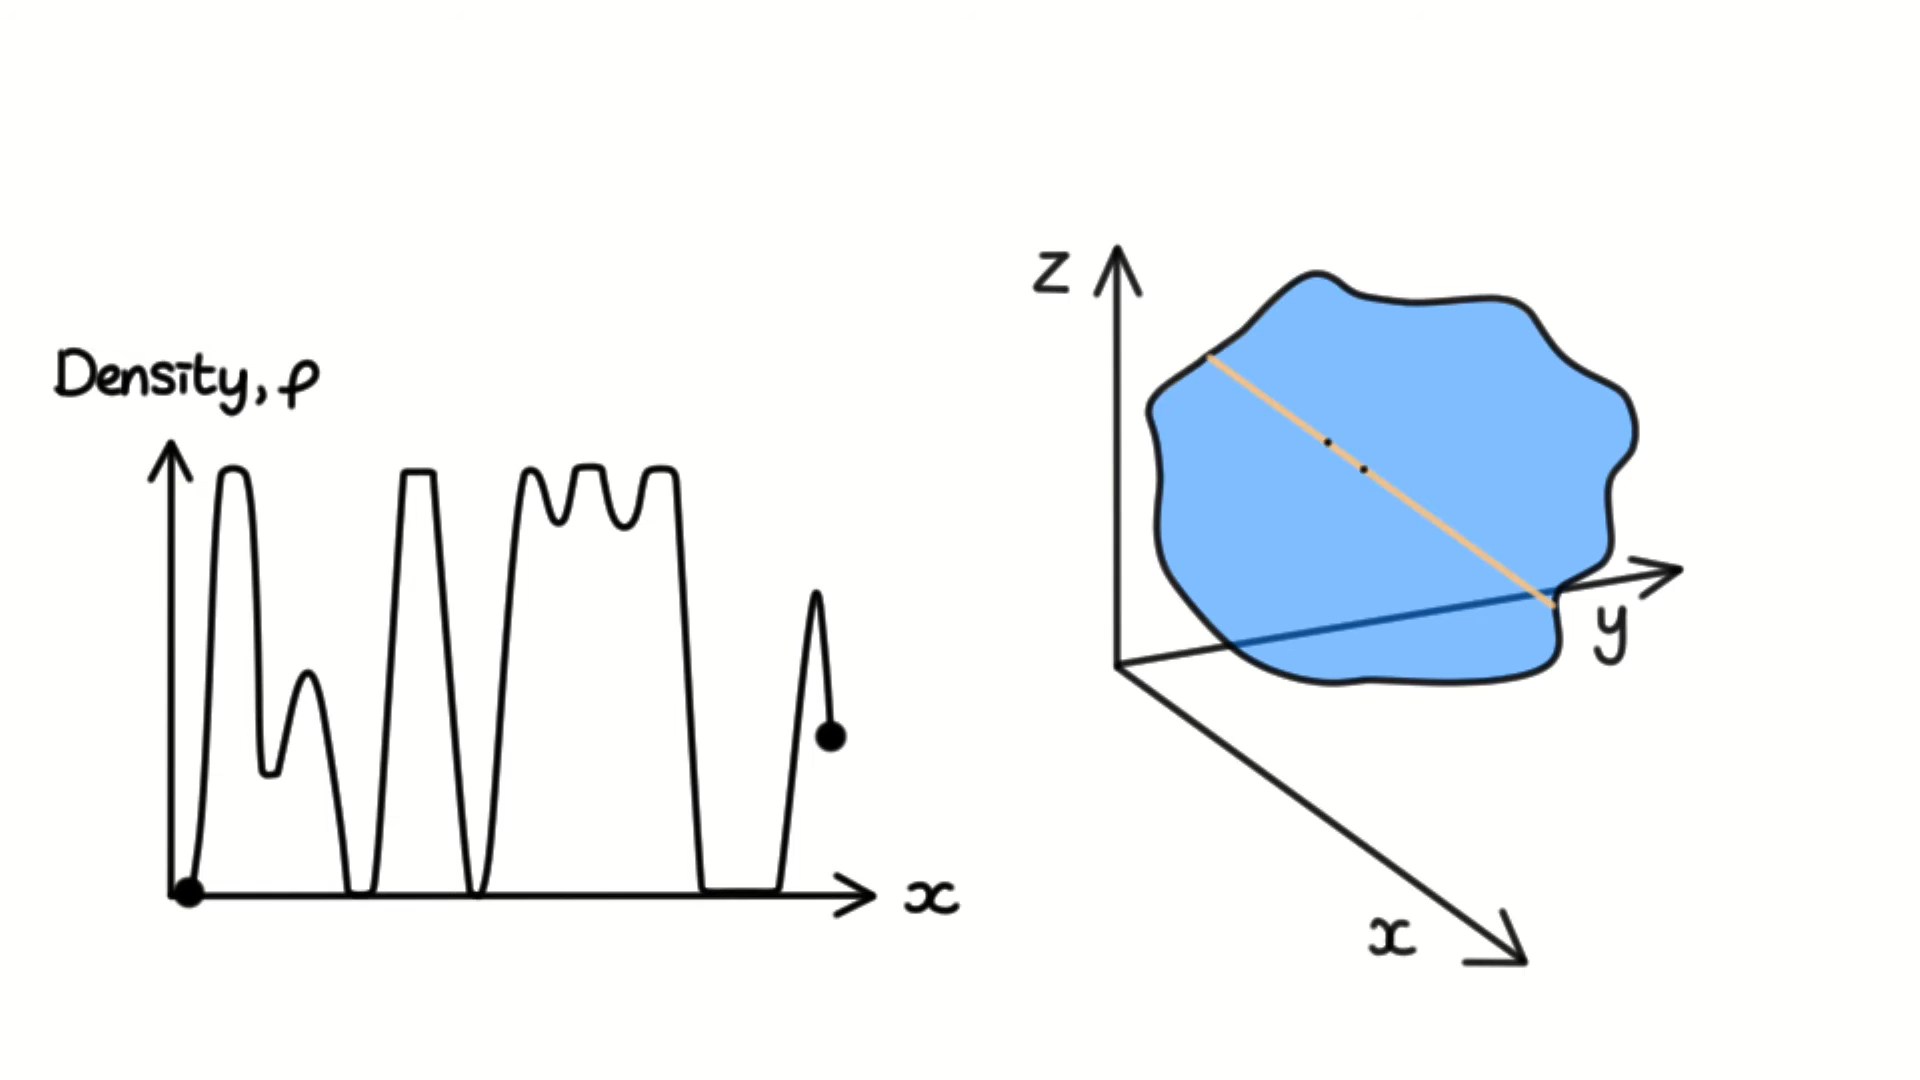 Density, ρ
x
z
y
x